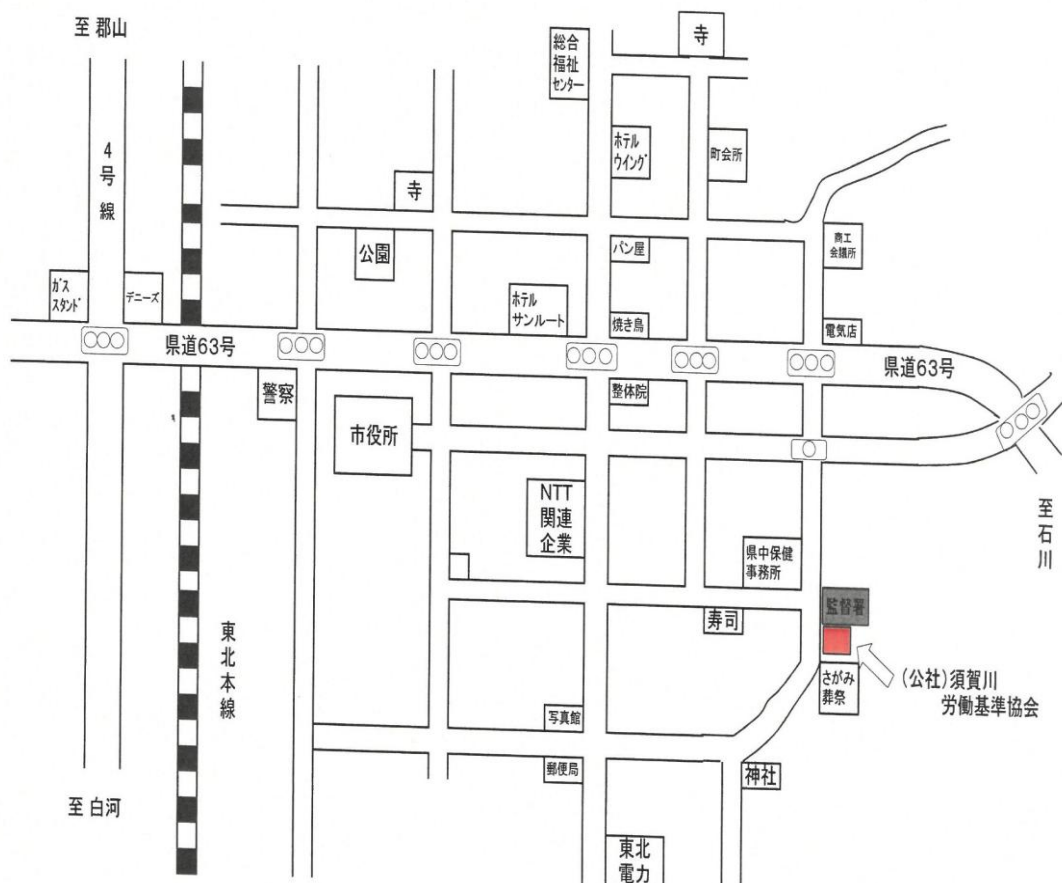 至 郡山
総合
福祉
センター
寺
4号線
ホテル
ウイング
町会所
寺
公園
パン屋
商工
会議所
ガス
スタンド
デニーズ
ホテル
サンルート
焼き鳥
電気店
県道63号
県道63号
警察
整体院
市役所
NTT
関連
企業
至石川
県中保健
事務所
監督署
寿司
東北本線
さがみ
葬祭
(公社)須賀川
労働基準協会
写真館
郵便局
神社
至 白河
東北
電力